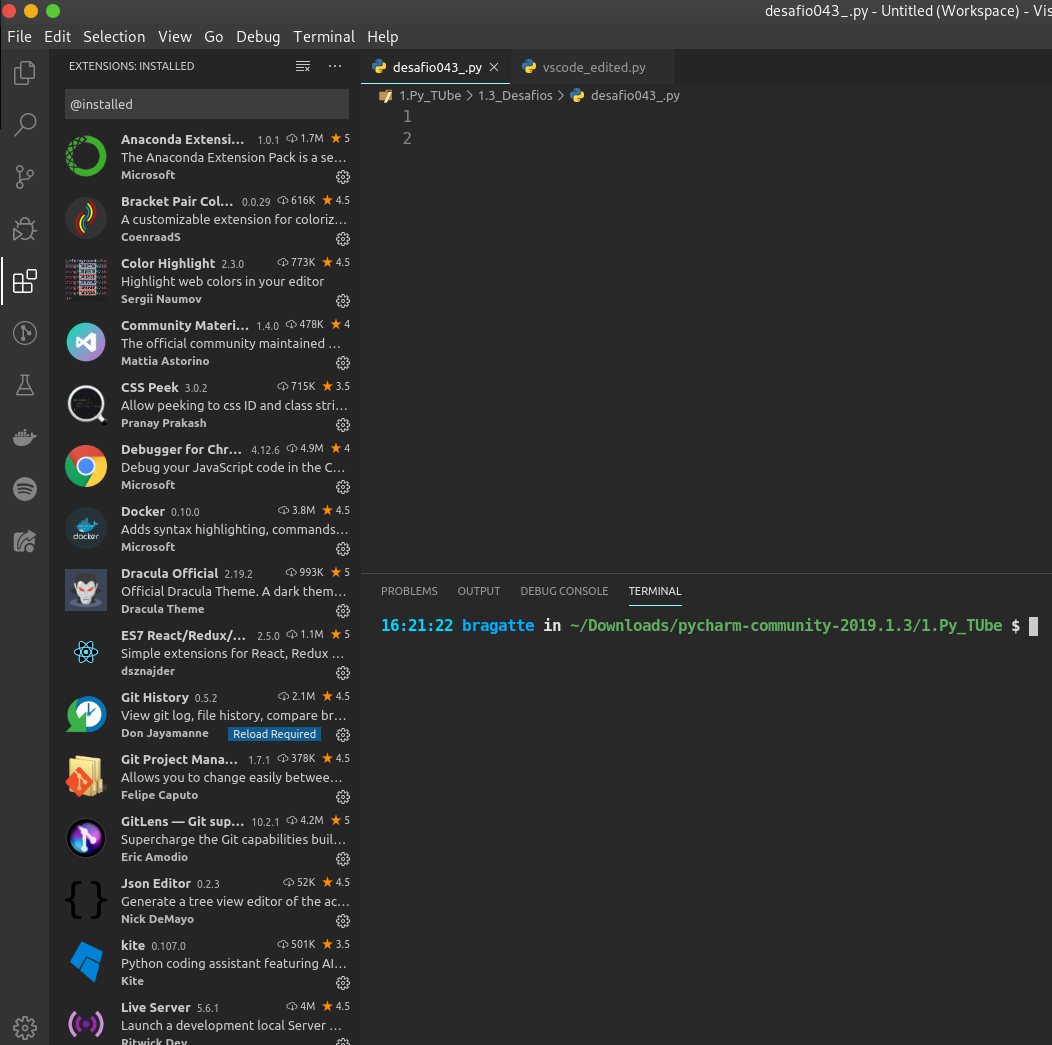 desafio043_.py - Untitled (Workspace) - Vis
File Edit Selection View Go Debug Terminal Help
EXTENSIONS: INSTALLED
@installed
Anaconda Extensi... 1.0.1 1.7M 5
The Anaconda Extension Pack is a se...
Microsoft
Bracket Pair Col... 0.0.29 616K 4.5
A customizable extension for coloriz...
CoenraadS
Color Highlight 2.3.0 773K 4.5
Highlight web colors in your editor
Sergii Naumov
Community Materi... 1.4.0 478K 4
The official community maintained ...
Mattia Astorino
CSS Peek 3.0.2 715K 3.5
Allow peeking to css ID and class stri...
Pranay Prakash
Debugger for Chr... 4.12.6 4.9M 4
Debug your JavaScript code in the C...
Microsoft
Docker 0.10.0 3.8M 4.5
Adds syntax highlighting, commands...
Microsoft
docker
Dracula Official 2.19.2 993K 5
Official Dracula Theme. A dark them...
Dracula Theme
ES7 React/Redux/... 2.5.0 1.1M 5
Simple extensions for React, Redux ...
dsznajder
Git History 0.5.2 2.1M 4.5
View git log, file history, compare br...
Don Jayamanne Reload Required
Git Project Mana... 1.7.1 378K 4.5
Allows you to change easily betwee...
Felipe Caputo
GitLens — Git sup... 10.2.1 4.2M 5
Supercharge the Git capabilities buil...
Eric Amodio
Json Editor 0.2.3 52K 4.5
Generate a tree view editor of the ac...
Nick DeMayo
kite 0.107.0 501K 3.5
Python coding assistant featuring AI...
Kite
Live Server 5.6.1 4M 4.5
Launch a development local Server ...
Ritwick Dey
desafio043_.py vscode_edited.py
1.Py_TUbe > 1.3_Desafios > desafio043_.py
1
2
PROBLEMS OUTPUT DEBUG CONSOLE TERMINAL
16:21:22 bragatte in ~/Downloads/pycharm-community-2019.1.3/1.Py_TUbe $